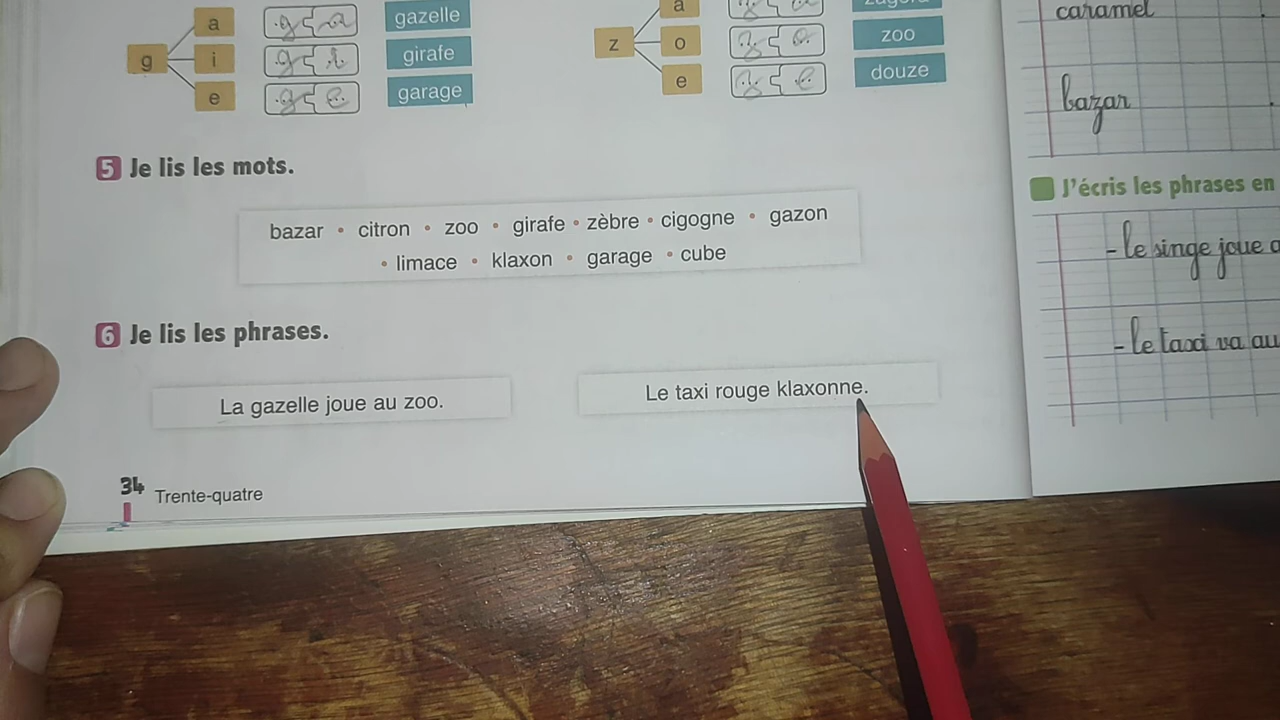 g
a
i
e
g a
g i
g e
gazelle
girafe
garage
z
a
o
e
z o
z e
zoo
douze
5 Je lis les mots.
bazar • citron • zoo • girafe • zèbre • cigogne • gazon
• limace • klaxon • garage • cube
6 Je lis les phrases.
La gazelle joue au zoo.
Le taxi rouge klaxonne.
34 Trente-quatre
caramel
bazar
J'écris les phrases en
- le singe joue a
- le taxi va au